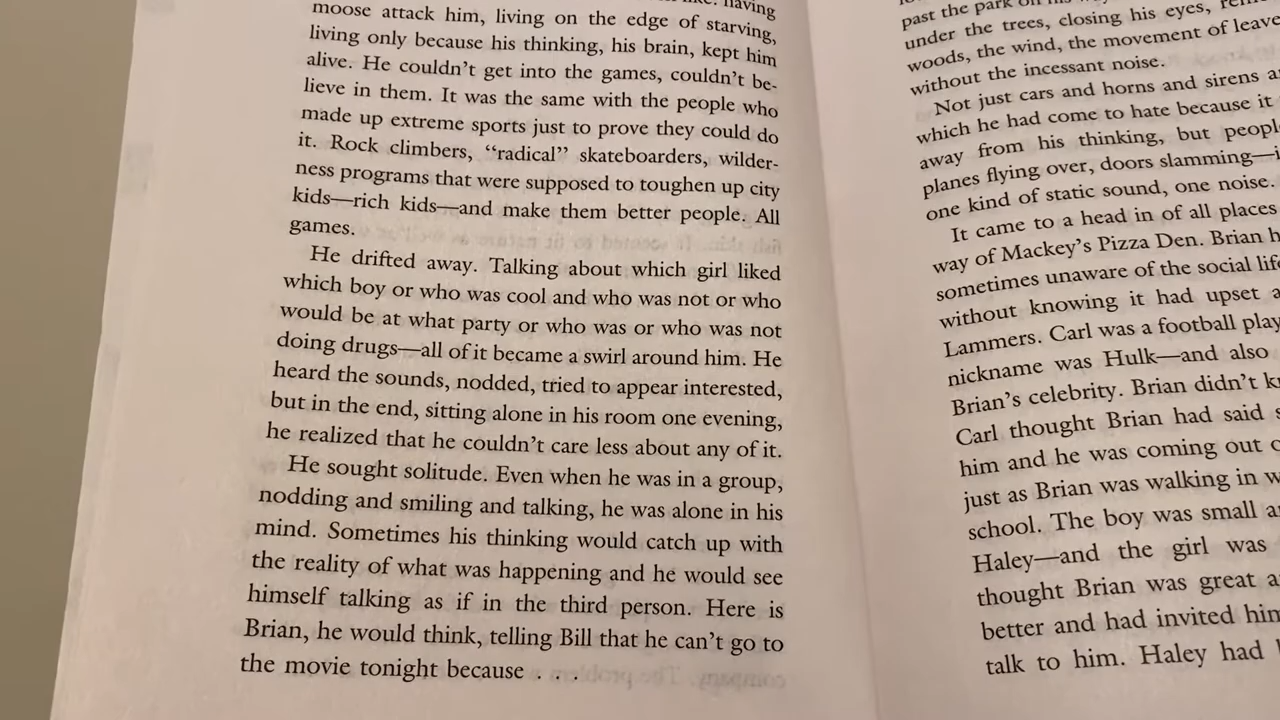 having
moose attack him, living on the edge of starving,
living only because his thinking, his brain, kept him
alive. He couldn’t get into the games, couldn’t be-
lieve in them. It was the same with the people who
made up extreme sports just to prove they could do
it. Rock climbers, “radical” skateboarders, wilder-
ness programs that were supposed to toughen up city
kids—rich kids—and make them better people. All
games.
He drifted away. Talking about which girl liked
which boy or who was cool and who was not or who
would be at what party or who was or who was not
doing drugs—all of it became a swirl around him. He
heard the sounds, nodded, tried to appear interested,
but in the end, sitting alone in his room one evening,
he realized that he couldn’t care less about any of it.
He sought solitude. Even when he was in a group,
nodding and smiling and talking, he was alone in his
mind. Sometimes his thinking would catch up with
the reality of what was happening and he would see
himself talking as if in the third person. Here is
Brian, he would think, telling Bill that he can’t go to
the movie tonight because . . .
past the park on his
under the trees, closing his eyes,
woods, the wind, the movement of
without the incessant noise.
Not just cars and horns and sirens
which he had come to hate because it
away from his thinking, but
planes flying over, doors slamming—
one kind of static sound, one noise.
It came to a head in of all places
way of Mackey’s Pizza Den. Brian
sometimes unaware of the social
without knowing it had upset
Lammers. Carl was a football
nickname was Hulk—and also
Brian’s celebrity. Brian didn’t
Carl thought Brian had said
him and he was coming out
just as Brian was walking in
school. The boy was small
Haley—and the girl was
thought Brian was great
better and had invited
talk to him. Haley had